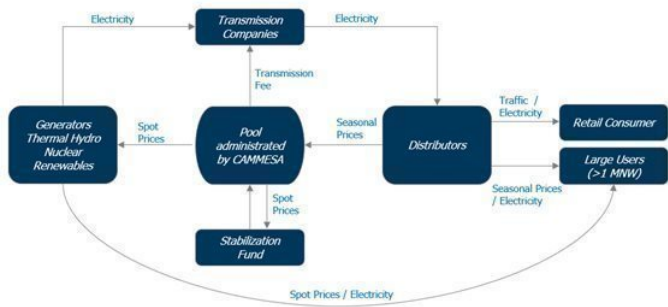 Electricity
Transmission
Companies
Electricity
Transmission
Fee
Generators
Thermal Hydro
Nuclear
Renewables
Spot
Prices
Pool
administrated
by CAMMESA
Seasonal
Prices
Distributors
Traffic /
Electricity
Retail Consumer
Large Users
(>1 MNW)
Seasonal Prices
/ Electricity
Spot
Prices
Stabilization
Fund
Spot Prices / Electricity